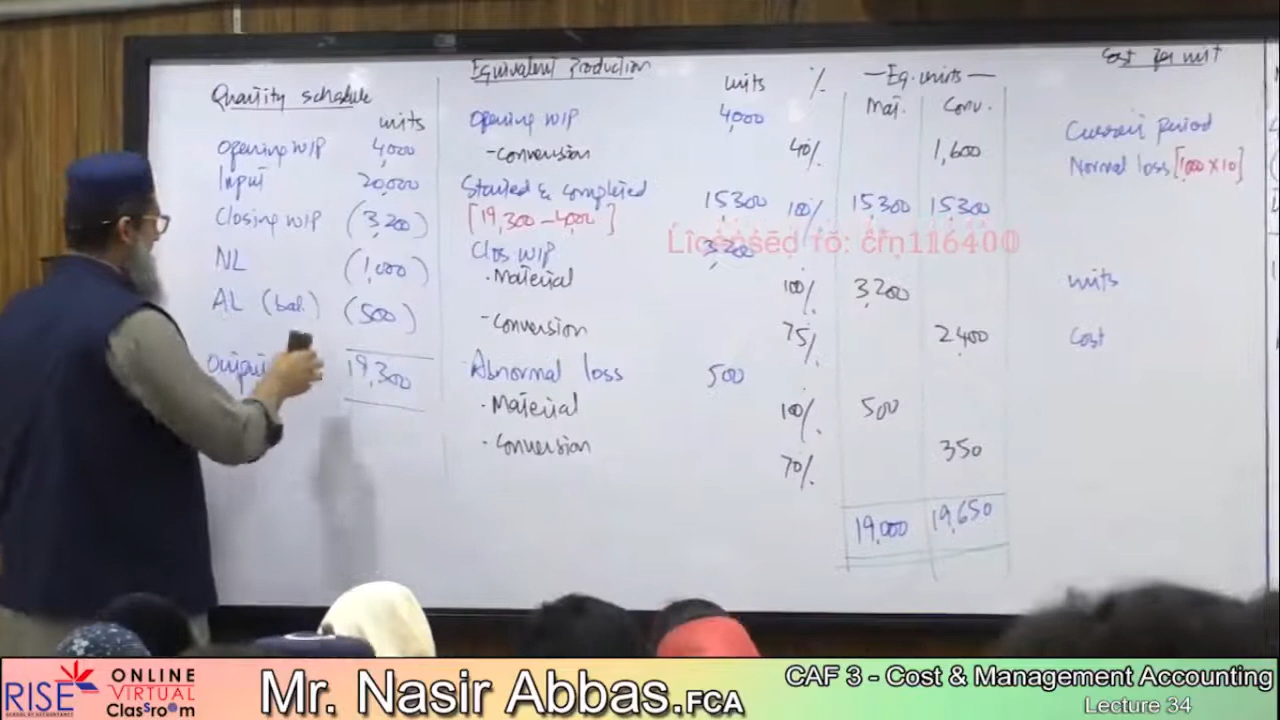 Quantity schedule
units
Opening WIP 4,000
Input 20,000
Closing WIP (3,200)
NL (1,000)
AL (bal.) (500)
Output 19,300
Equivalent Production
units % —Eq. units—
Mat. Conv.
Opening WIP 4,000
-Conversion 40% 1,600
Started & completed 15,300 100% 15,300 15,300
[19,300 - 4,000]
Clos WIP 3,200
· Material 100% 3,200
- Conversion 75% 2,400
Abnormal loss 500
· Material 100% 500
· Conversion 70% 350
19,000 19,650
Cost per unit
Current period
Normal loss [1,000 × 10]
units
Cost
Licensed to: crn116400
RISE
SCHOOL OF ACCOUNTANCY
ONLINE
VIRTUAL
Classroom
Mr. Nasir Abbas.FCA
CAF 3 - Cost & Management Accounting
Lecture 34